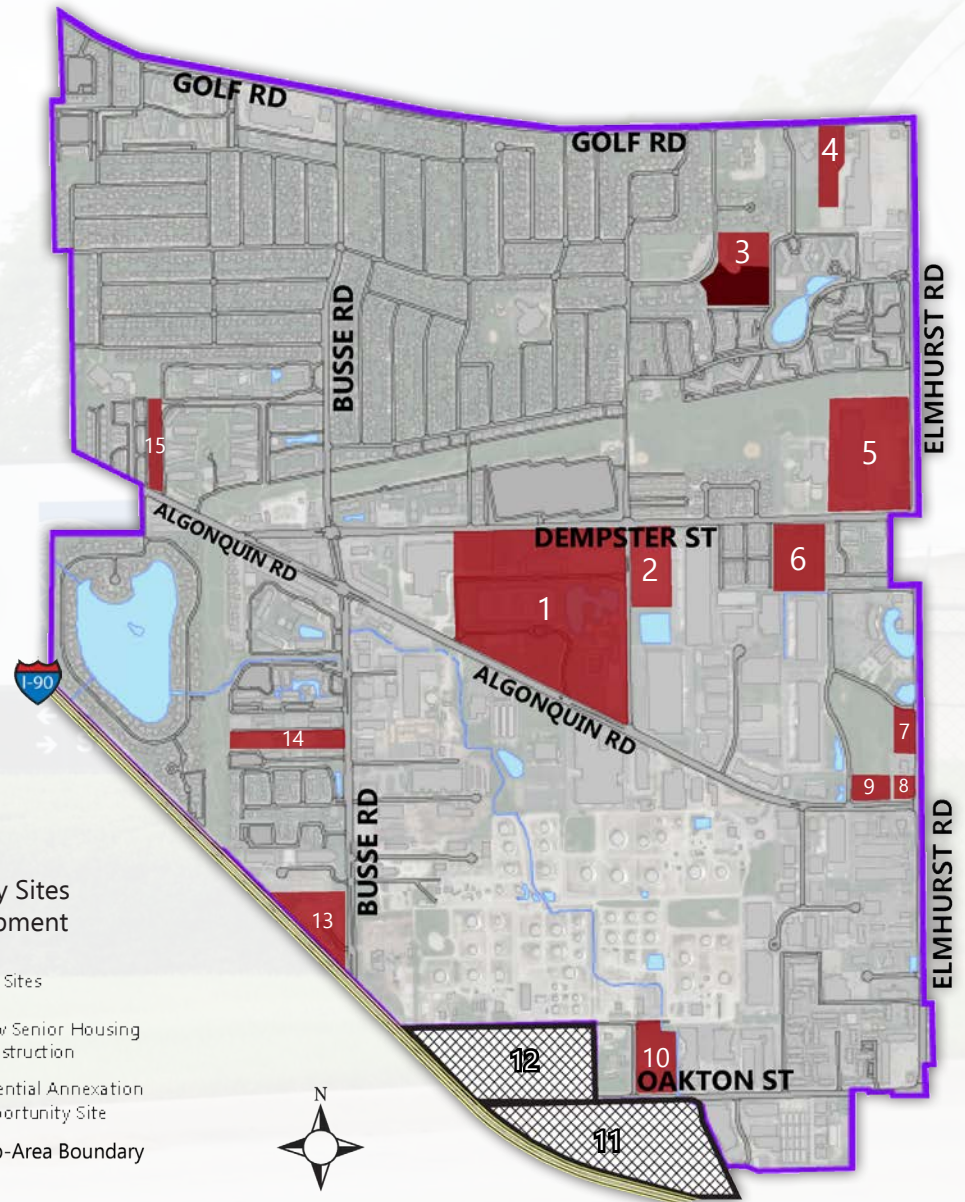 GOLF RD
GOLF RD
4
3
ELMHURST RD
BUSSE RD
5
15
ALGONQUIN RD
DEMPSTER ST
2
6
1
I-90
ALGONQUIN RD
7
14
9
8
BUSSE RD
ELMHURST RD
13
Sites
Sites
Senior Housing
ential Annexation
portunity Site
-Area Boundary
N
12
10
OAKTON ST
11